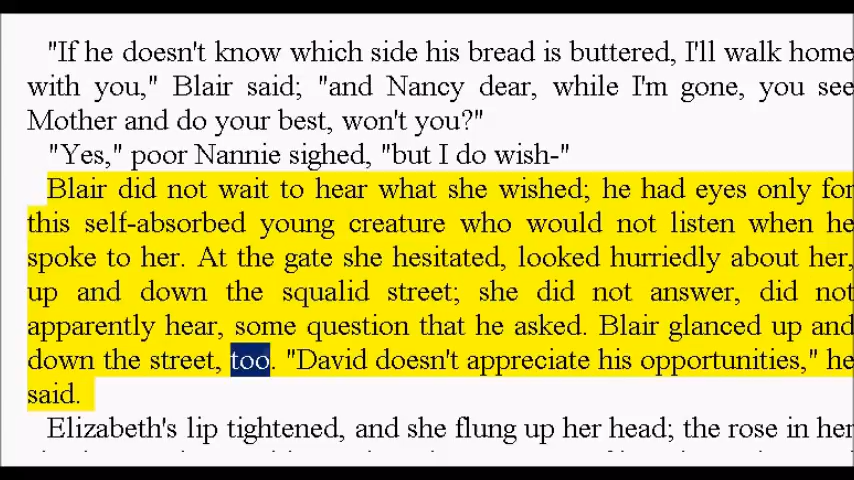 "If he doesn't know which side his bread is buttered, I'll walk home
with you," Blair said; "and Nancy dear, while I'm gone, you see
Mother and do your best, won't you?"
"Yes," poor Nannie sighed, "but I do wish-"
Blair did not wait to hear what she wished; he had eyes only for
this self-absorbed young creature who would not listen when he
spoke to her. At the gate she hesitated, looked hurriedly about her,
up and down the squalid street; she did not answer, did not
apparently hear, some question that he asked. Blair glanced up and
down the street, too. "David doesn't appreciate his opportunities," he
said.
Elizabeth's lip tightened, and she flung up her head; the rose in her